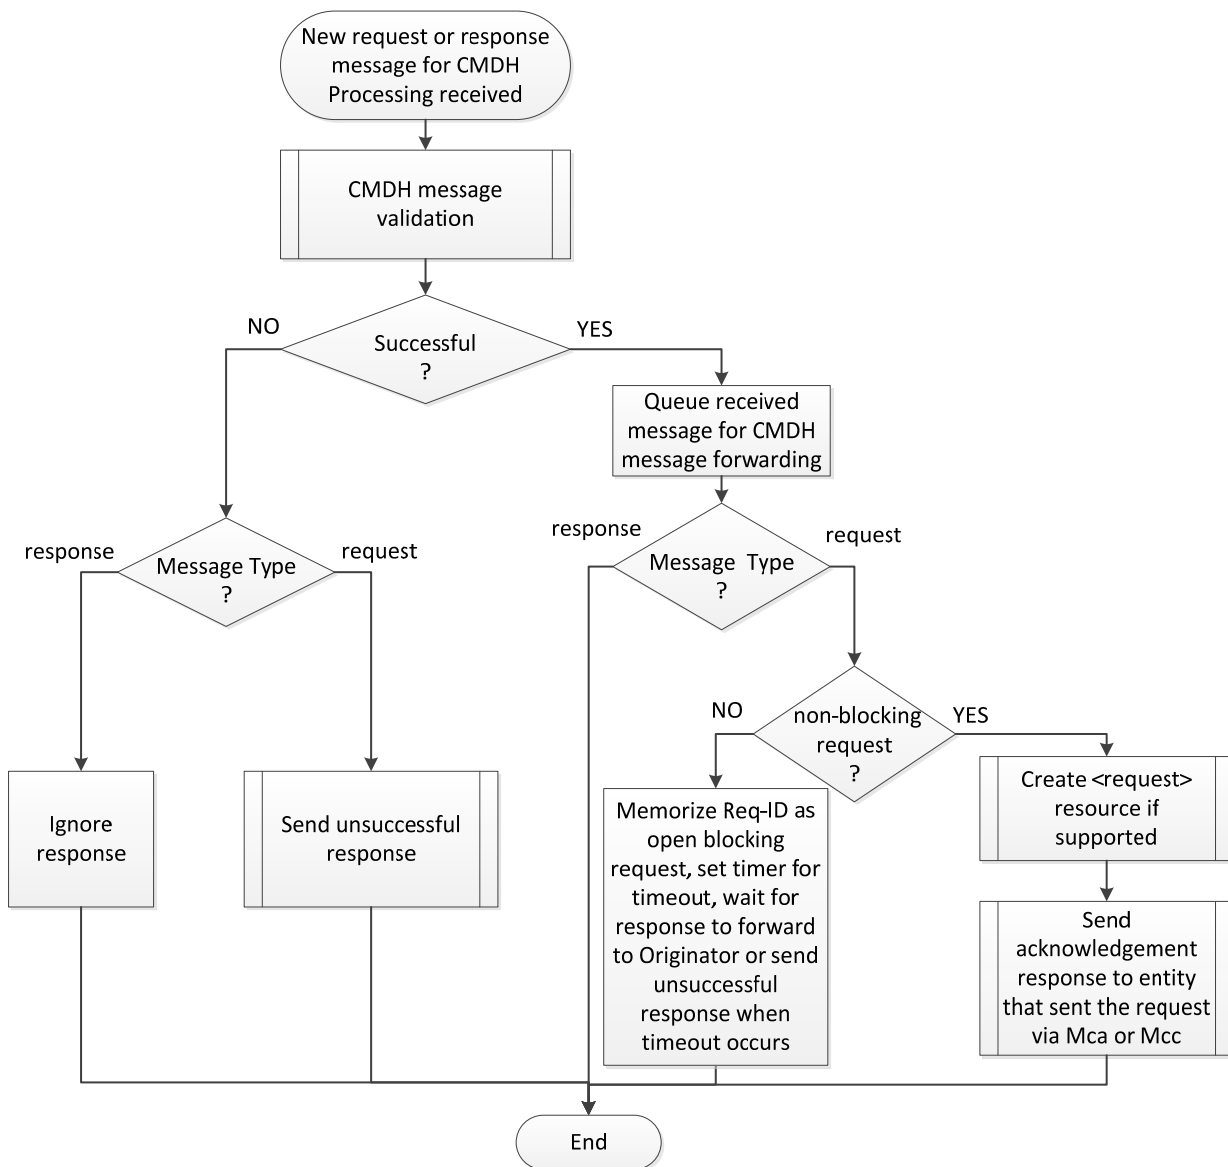 New request or response
message for CMDH
Processing received
CMDH message
validation
NO
YES
Successful
?
Queue received
message for CMDH
message forwarding
response
request
Message Type
?
response
request
Message Type
?
NO
YES
non-blocking
request
?
Ignore
response
Send unsuccessful
response
Memorize Req-ID as
open blocking
request, set timer for
timeout, wait for
response to forward
to Originator or send
unsuccessful
response when
timeout occurs
Create <request>
resource if
supported
Send
acknowledgement
response to entity
that sent the request
via Mca or Mcc
End